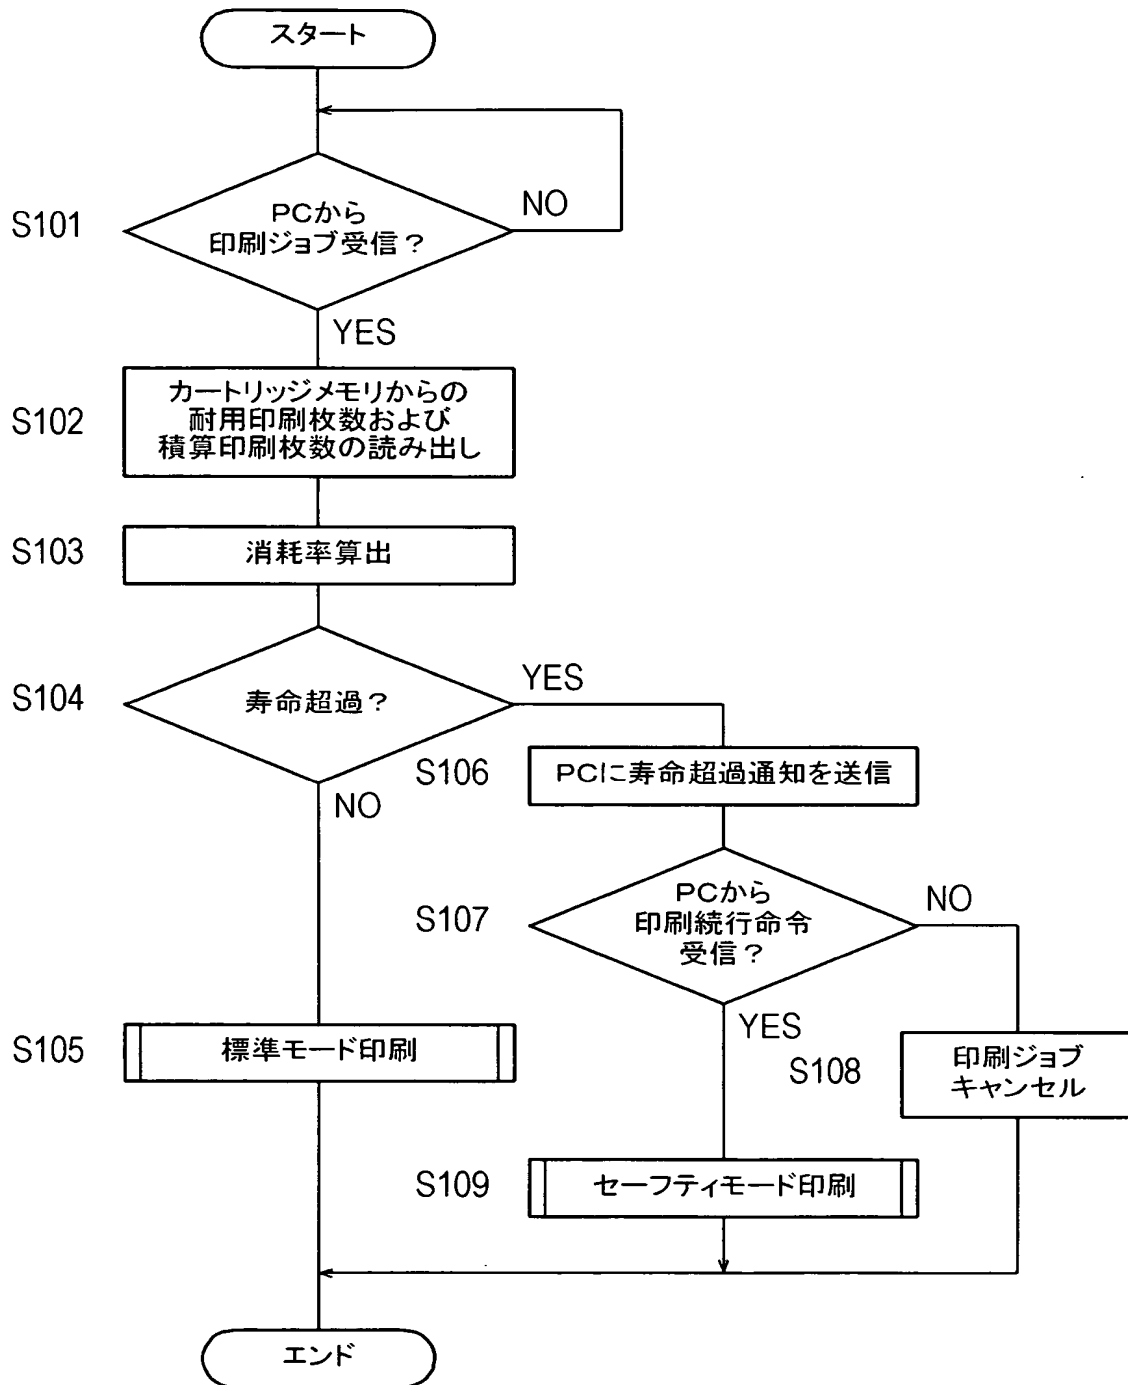 スタート
S101
PCから
印刷ジョブ受信？
NO
YES
S102
カートリッジメモリからの
耐用印刷枚数および
積算印刷枚数の読み出し
S103
消耗率算出
S104
寿命超過？
YES
NO
S106
PCに寿命超過通知を送信
S107
PCから
印刷続行命令
受信？
NO
YES
S105
標準モード印刷
S108
印刷ジョブ
キャンセル
S109
セーフティモード印刷
エンド